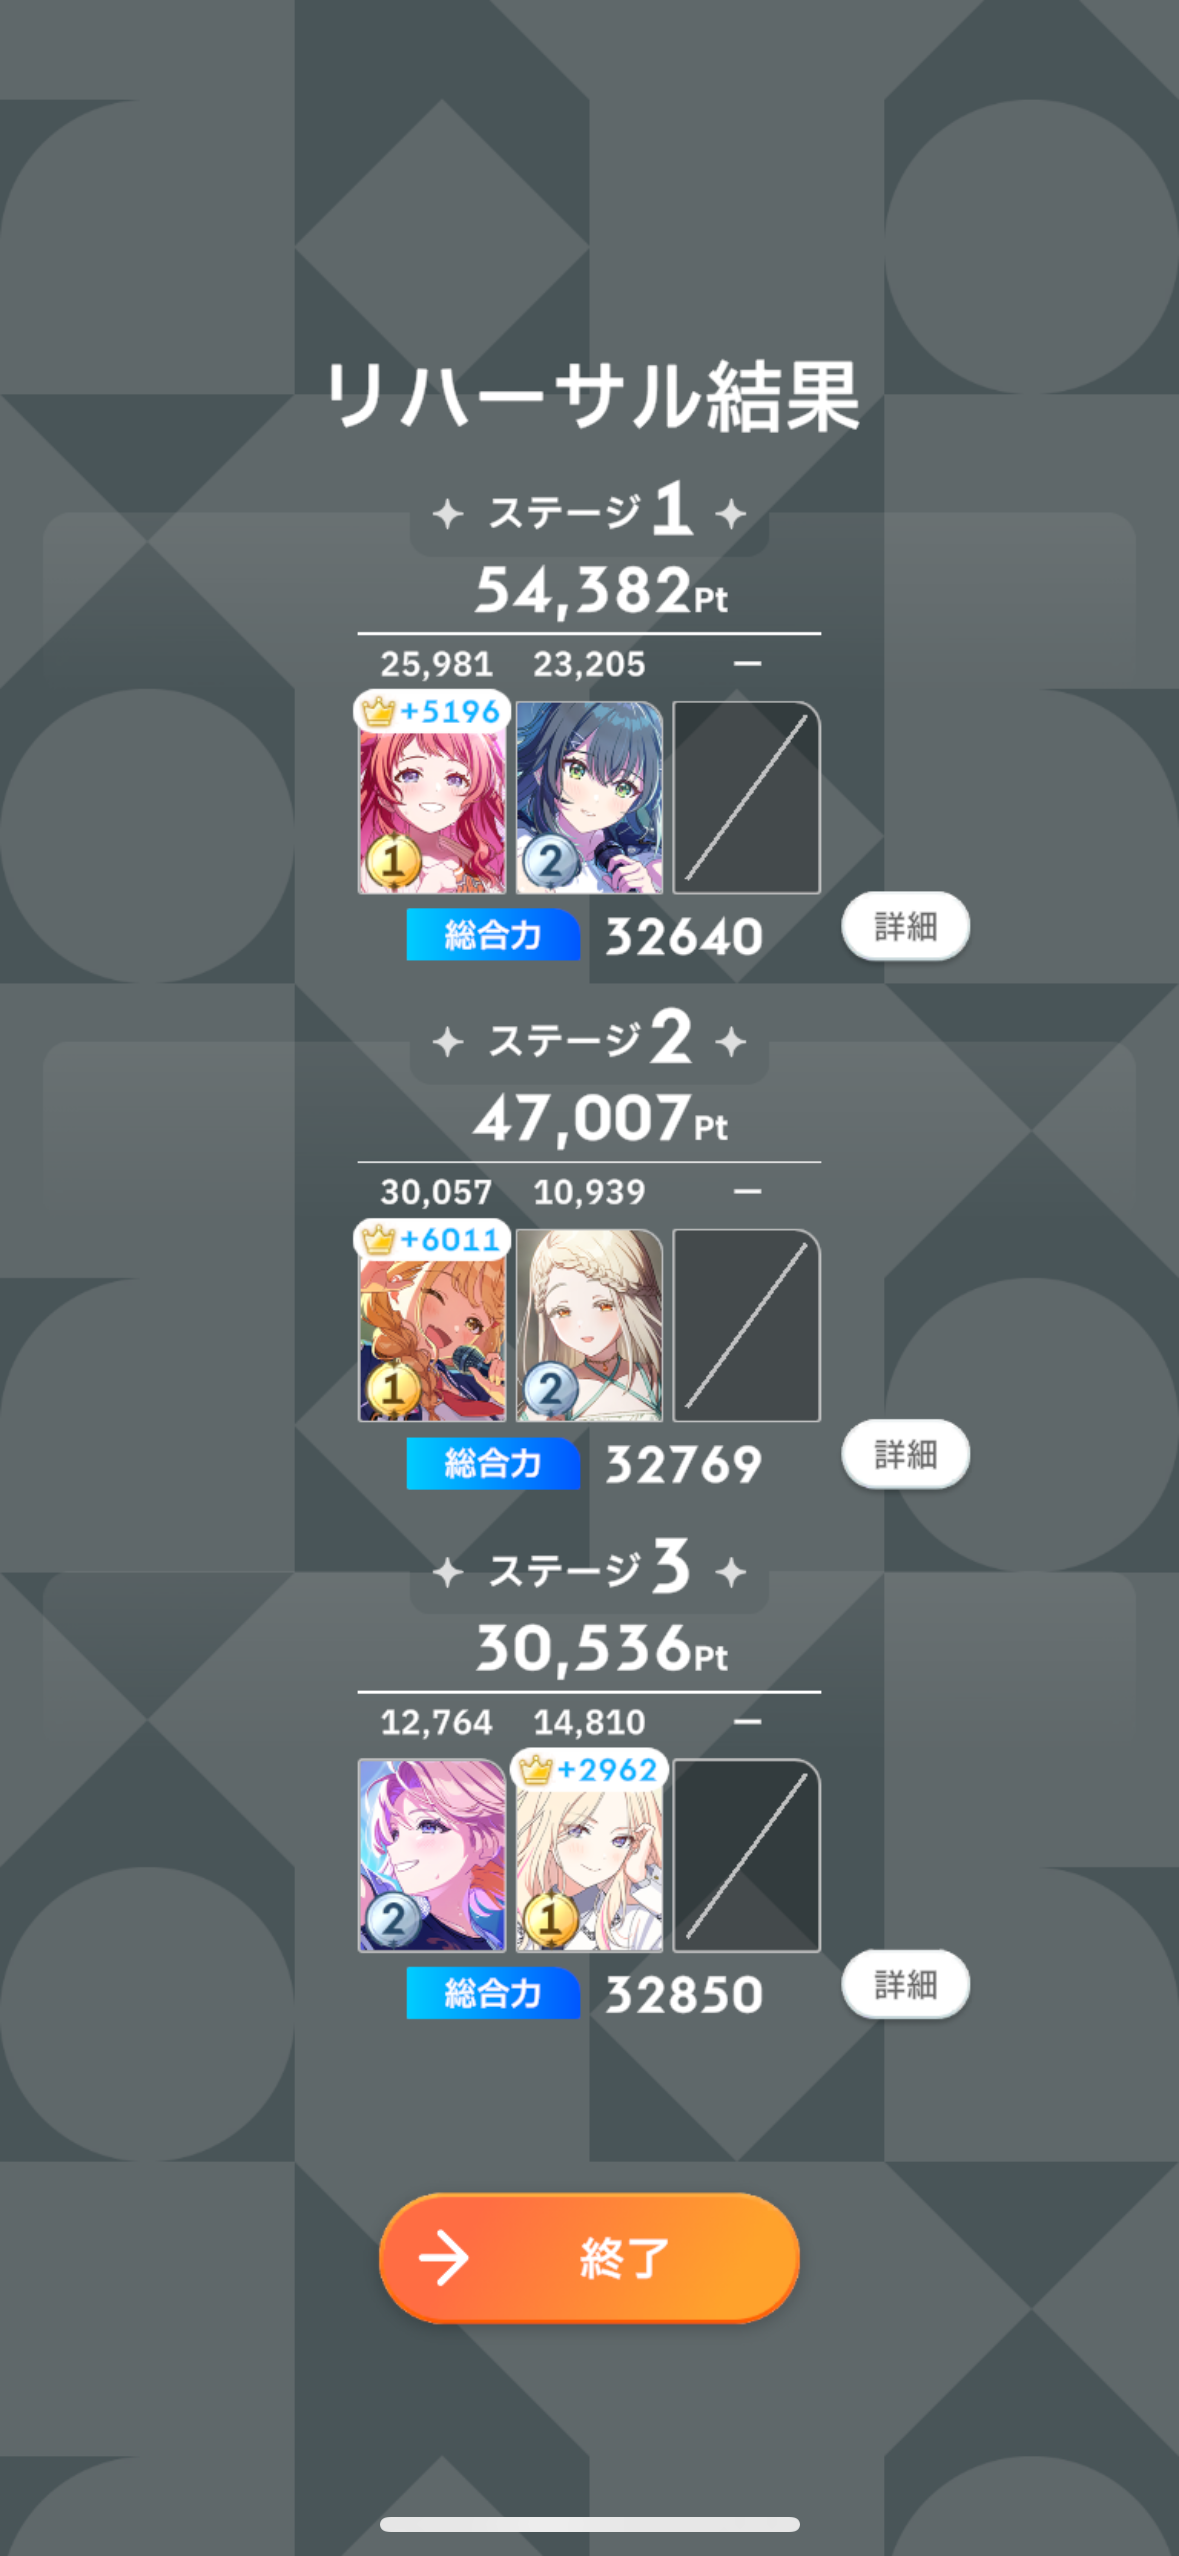 リハーサル結果
ステージ1
54,382Pt
25,981 23,205 —
+5196
1 2
総合力 32640 詳細
ステージ2
47,007Pt
30,057 10,939 —
+6011
1 2
総合力 32769 詳細
ステージ3
30,536Pt
12,764 14,810 —
+2962
2 1
総合力 32850 詳細
→ 終了